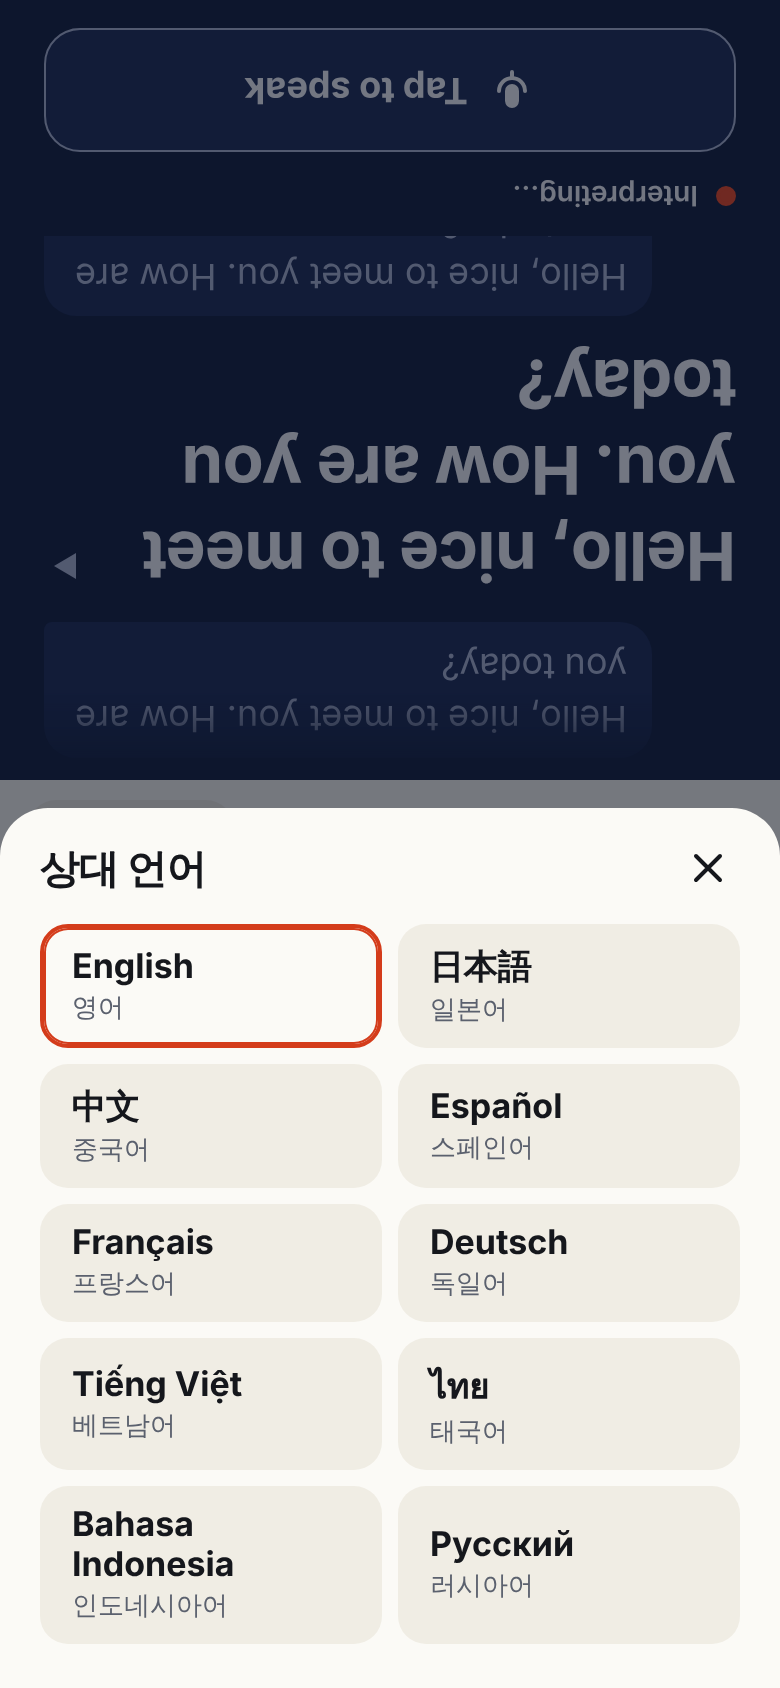 Tap to speak
Interpreting...
Hello, nice to meet you. How are
Hello, nice to meet
you. How are you
today?
Hello, nice to meet you. How are
you today?
상대 언어
English
영어
日本語
일본어
中文
중국어
Español
스페인어
Français
프랑스어
Deutsch
독일어
Tiếng Việt
베트남어
ไทย
태국어
Bahasa
Indonesia
인도네시아어
Русский
러시아어